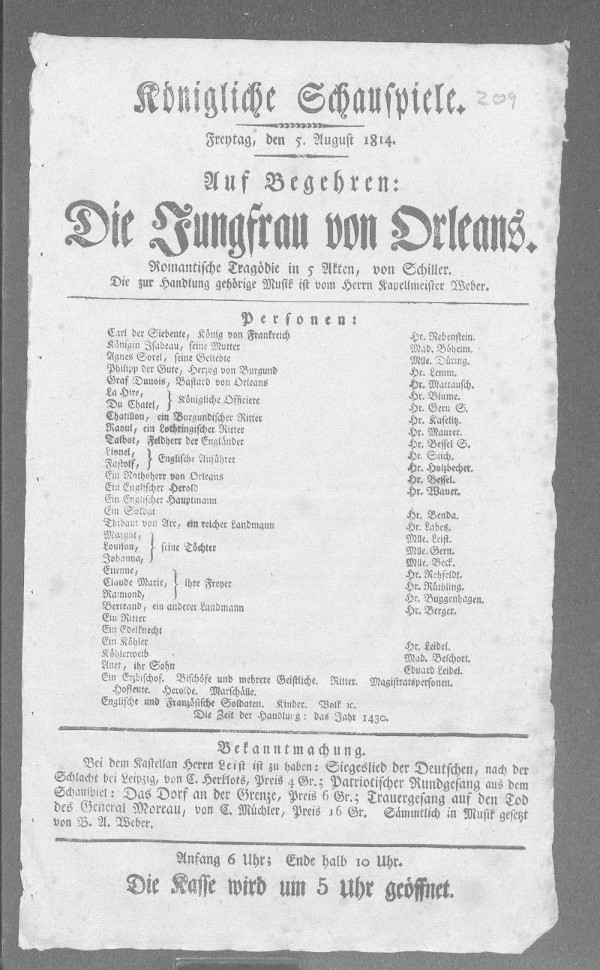 Königliche Schauspiele.
209
Freytag, den 5. August 1814.
Auf Begehren:
Die Jungfrau von Orleans.
Romantische Tragödie in 5 Akten, von Schiller.
Die zur Handlung gehörige Musik ist vom Herrn Kapellmeister Weber.
Personen:
Carl der Siebente, König von Frankreich Hr. Rebenstein.
Königin Isabeau, seine Mutter Mad. Böheim.
Agnes Sorel, seine Geliebte Mlle. Düring.
Philipp der Gute, Herzog von Burgund Hr. Lemm.
Graf Dunois, Bastard von Orleans Hr. Mattausch.
La Hire, Hr. Blume.
Du Chatel, } Königliche Officiere Hr. Gern S.
Chatillon, ein Burgundischer Ritter Hr. Kaselitz.
Raoul, ein Lothringischer Ritter Hr. Maurer.
Talbot, Feldherr der Engländer Hr. Bessel S.
Lionel, Hr. Stich.
Fastolf, } Englische Anführer Hr. Holzbecher.
Ein Rathsherr von Orleans Hr. Bessel.
Ein Englischer Herold Hr. Wauer.
Ein Englischer Hauptmann
Ein Soldat Hr. Benda.
Thibaut von Arc, ein reicher Landmann Hr. Labes.
Margot, Mlle. Leist.
Louison, } seine Töchter Mlle. Gern.
Johanna, Mlle. Beck.
Etienne, Hr. Rehfeldt.
Claude Marie, } ihre Freyer Hr. Rüthling.
Raimond, Hr. Buggenhagen.
Bertrand, ein anderer Landmann Hr. Berger.
Ein Ritter
Ein Edelknecht
Ein Köhler Hr. Leidel.
Köhlerweib Mad. Beschort.
Anet, ihr Sohn Eduard Leidel.
Ein Erzbischof. Bischöfe und mehrere Geistliche. Ritter. Magistratspersonen.
Hofleute. Herolde. Marschälle.
Englische und Französische Soldaten. Kinder. Volk ꝛc.
Die Zeit der Handlung: das Jahr 1430.
Bekanntmachung.
Bei dem Kastellan Herrn Leist ist zu haben: Siegeslied der Deutschen, nach der
Schlacht bei Leipzig, von C. Herklots, Preis 4 Gr.; Patriotischer Rundgesang aus dem
Schauspiel: Das Dorf an der Grenze, Preis 6 Gr.; Trauergesang auf den Tod
des General Moreau, von C. Müchler, Preis 16 Gr. Sämmtlich in Musik gesetzt
von B. A. Weber.
Anfang 6 Uhr; Ende halb 10 Uhr.
Die Kasse wird um 5 Uhr geöffnet.